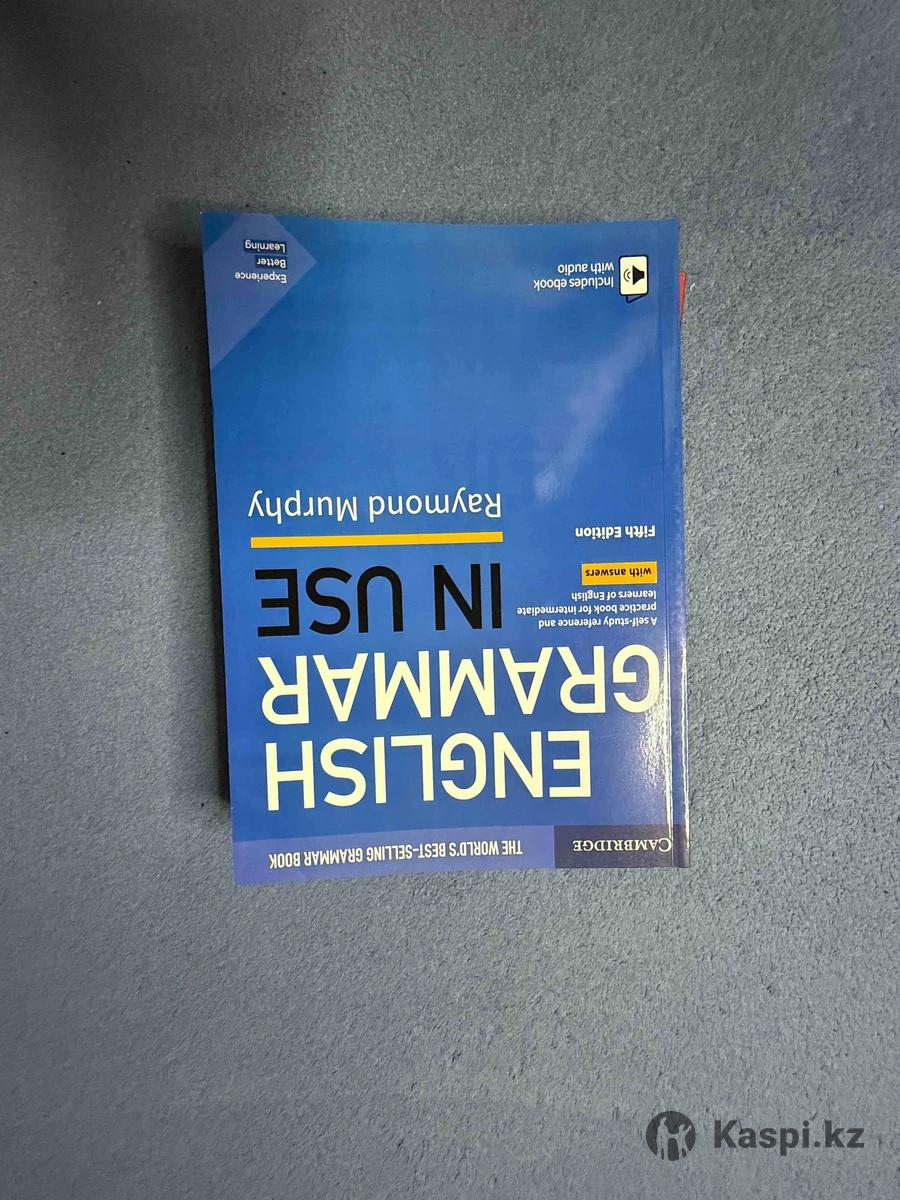 CAMBRIDGE
THE WORLD'S BEST-SELLING GRAMMAR BOOK
ENGLISH
GRAMMAR
IN USE
Raymond Murphy
A self-study reference and
practice book for intermediate
learners of English
with answers
Fifth Edition
Includes ebook
with audio
Experience
Better
Learning
Kaspi.kz